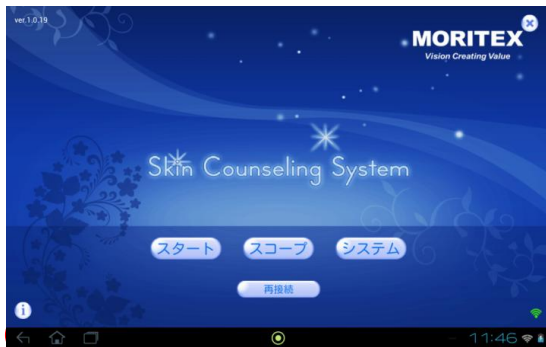 ver.1.0.19
MORITEX
Vision Creating Value
Skin Counseling System
スタート
スコープ
システム
再接続
i
11:46